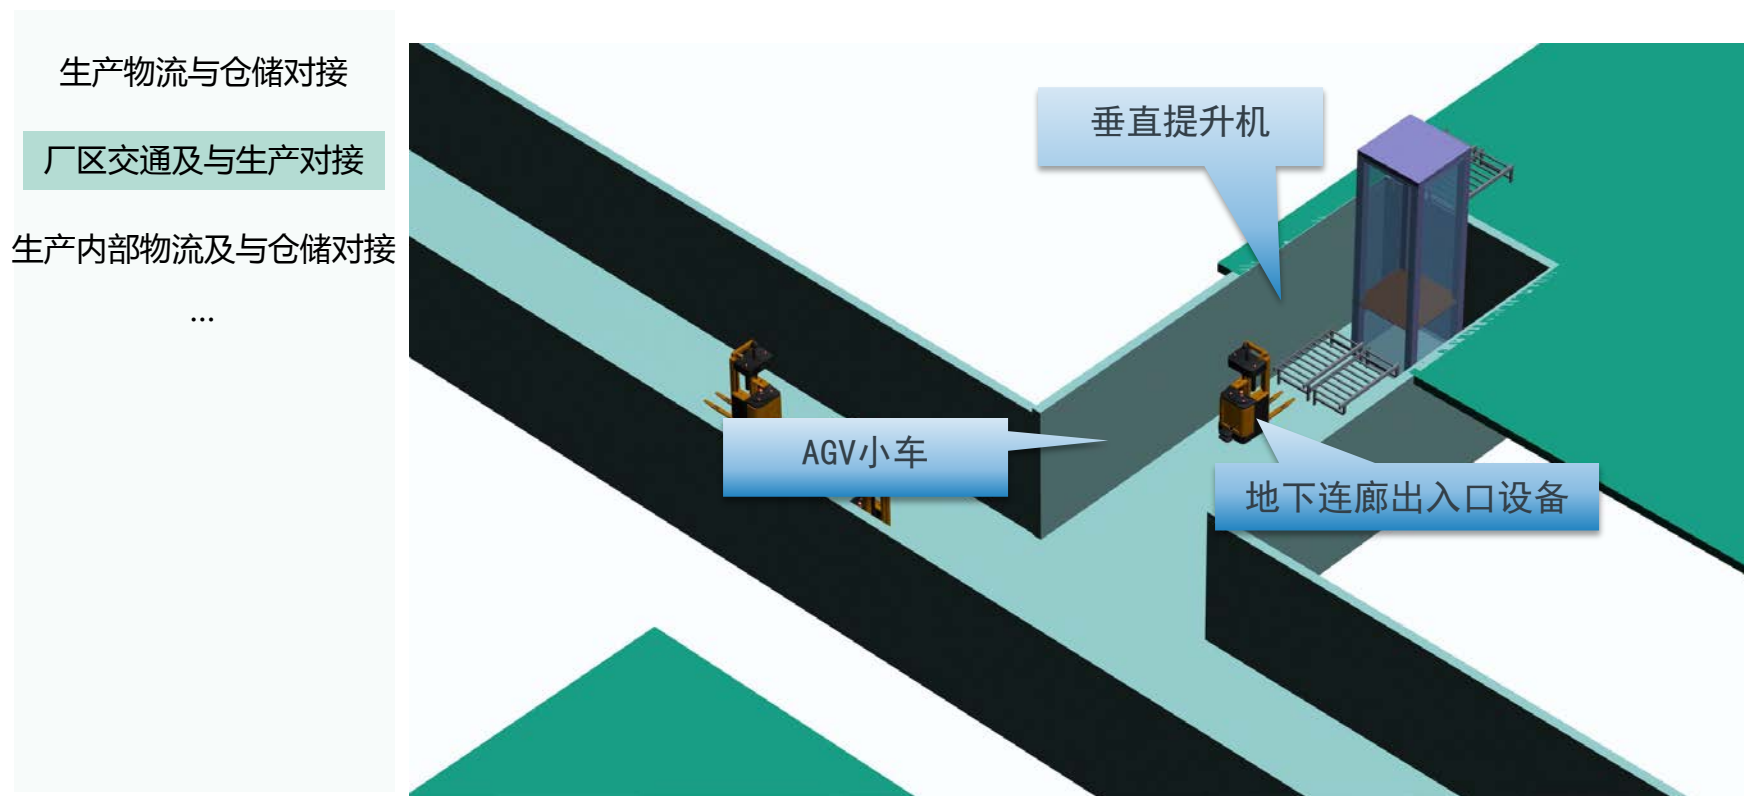 生产物流与仓储对接
厂区交通及与生产对接
生产内部物流及与仓储对接
...
垂直提升机
AGV小车
地下连廊出入口设备